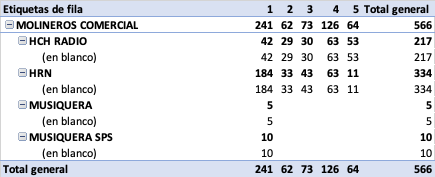 Etiquetas de fila 1 2 3 4 5 Total general
MOLINEROS COMERCIAL 241 62 73 126 64 566
HCH RADIO 42 29 30 63 53 217
(en blanco) 42 29 30 63 53 217
HRN 184 33 43 63 11 334
(en blanco) 184 33 43 63 11 334
MUSIQUERA 5 5
(en blanco) 5 5
MUSIQUERA SPS 10 10
(en blanco) 10 10
Total general 241 62 73 126 64 566